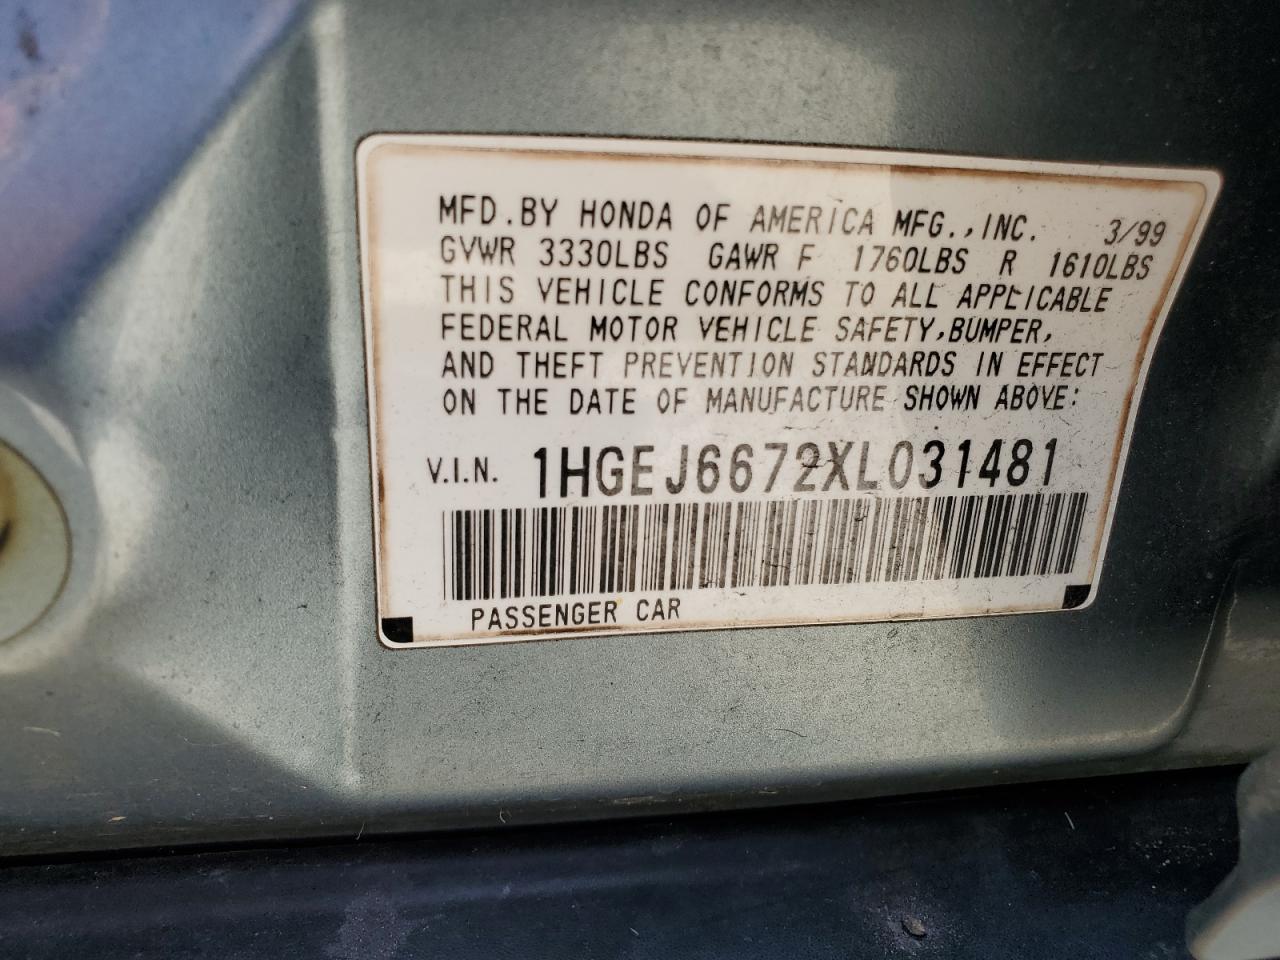 MFD.BY HONDA OF AMERICA MFG.,INC. 3/99
GVWR 3330LBS GAWR F 1760LBS R 1610LBS
THIS VEHICLE CONFORMS TO ALL APPLICABLE
FEDERAL MOTOR VEHICLE SAFETY,BUMPER,
AND THEFT PREVENTION STANDARDS IN EFFECT
ON THE DATE OF MANUFACTURE SHOWN ABOVE:
V.I.N. 1HGEJ6672XL031481
PASSENGER CAR